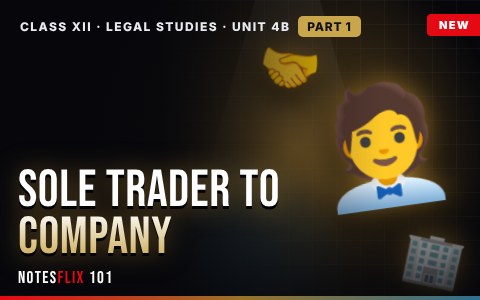 CLASS XII · LEGAL STUDIES · UNIT 4B PART 1
NEW
SOLE TRADER TO
COMPANY
NOTESFLIX 101